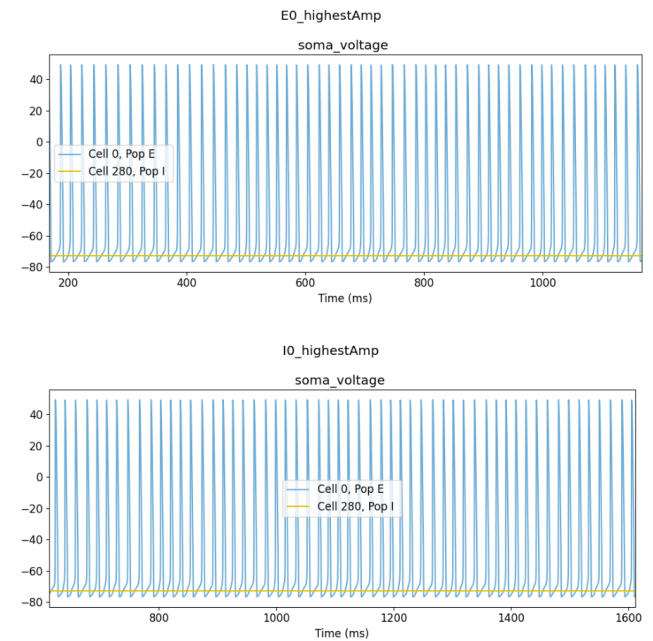 E0_highestAmp
soma_voltage
40
20
0
−20
−40
−60
−80
Cell 0, Pop E
Cell 280, Pop I
200 400 600 800 1000
Time (ms)
I0_highestAmp
soma_voltage
40
20
0
−20
−40
−60
−80
Cell 0, Pop E
Cell 280, Pop I
800 1000 1200 1400 1600
Time (ms)